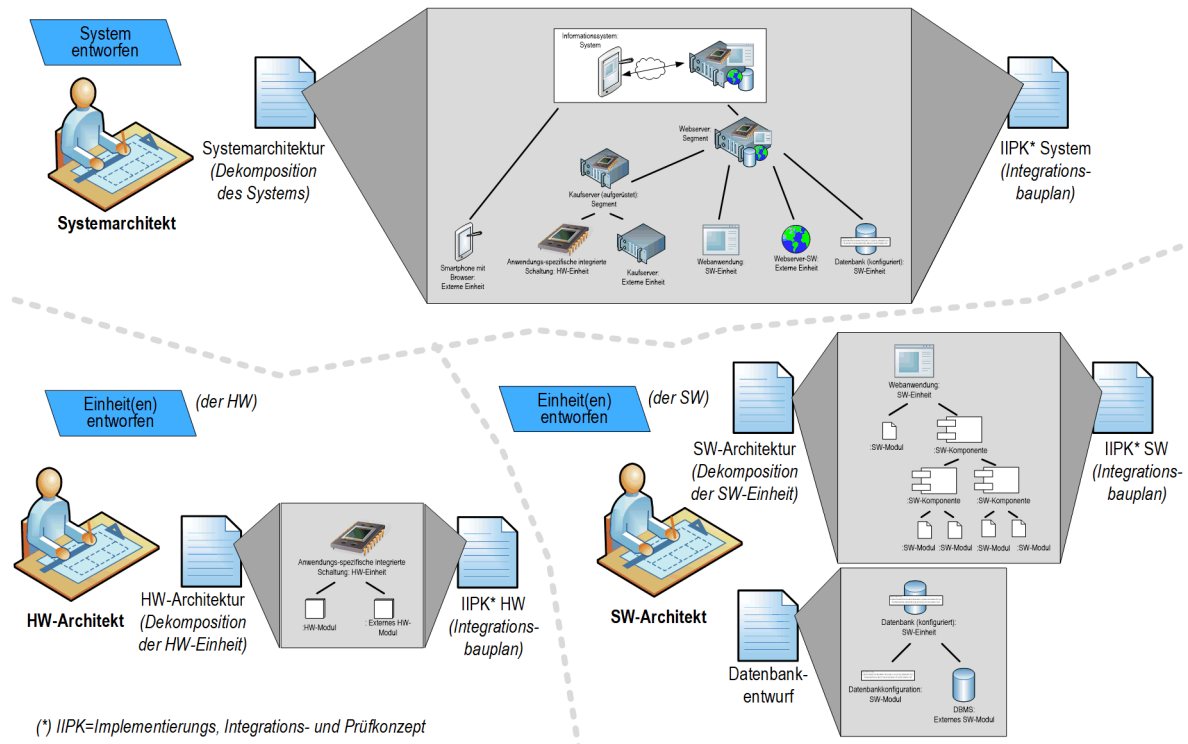 System
entworfen
Systemarchitekt
Systemarchitektur
(Dekomposition
des Systems)
Informationssystem:
System
Webserver:
Segment
Kaufserver (aufgerüstet):
Segment
Smartphone mit
Browser:
Externe Einheit
Anwendungs-spezifische integrierte
Schaltung: HW-Einheit
Kaufserver:
Externe Einheit
Webanwendung:
SW-Einheit
Webserver-SW:
Externe Einheit
Datenbank (konfiguriert):
SW-Einheit
IIPK* System
(Integrations-
bauplan)
Einheit(en)
entworfen
(der HW)
HW-Architekt
HW-Architektur
(Dekomposition
der HW-Einheit)
Anwendungs-spezifische integrierte
Schaltung: HW-Einheit
:HW-Modul
: Externes HW-
Modul
IIPK* HW
(Integrations-
bauplan)
Einheit(en)
entworfen
(der SW)
SW-Architekt
SW-Architektur
(Dekomposition
der SW-Einheit)
Webanwendung:
SW-Einheit
:SW-Modul
:SW-Komponente
:SW-Komponente
:SW-Komponente
:SW-Modul
:SW-Modul
:SW-Modul
:SW-Modul
IIPK* SW
(Integrations-
bauplan)
Datenbank-
entwurf
Datenbank (konfiguriert):
SW-Einheit
Datenbankkonfiguration:
SW-Modul
DBMS:
Externes SW-Modul
(*) IIPK=Implementierungs, Integrations- und Prüfkonzept